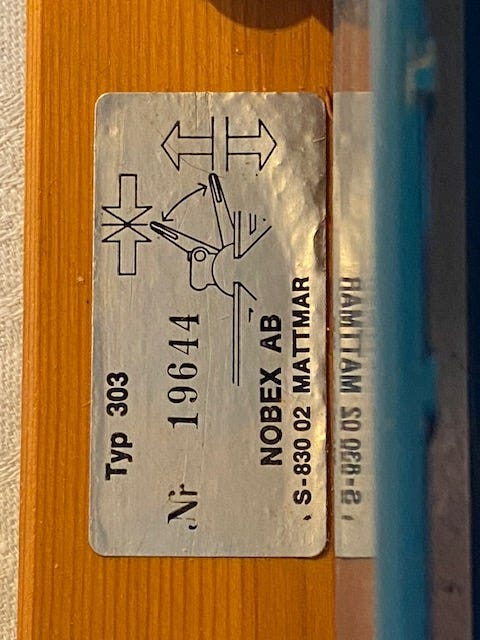 Typ 303
Nr 19644
NOBEX AB
S-830 02 MATTMAR